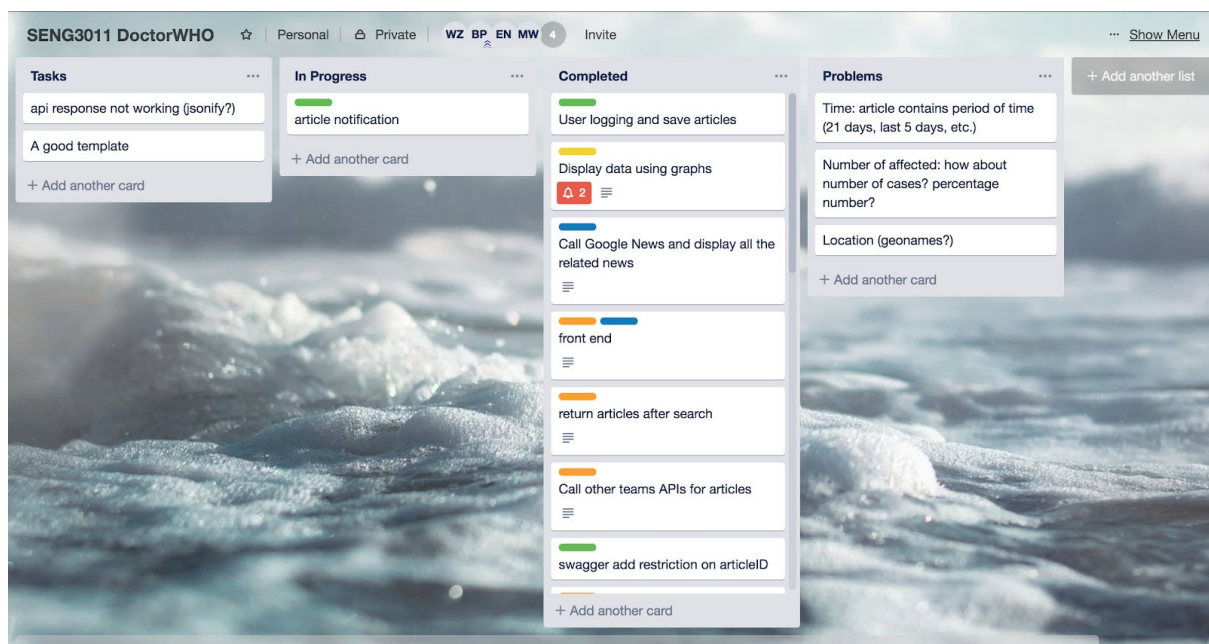 SENG3011 DoctorWHO
Personal
Private
WZ BP EN MW 4
Invite
... Show Menu
Tasks
api response not working (jsonify?)
A good template
+ Add another card
In Progress
article notification
+ Add another card
Completed
User logging and save articles
Display data using graphs
2
Call Google News and display all the
related news
front end
return articles after search
Call other teams APIs for articles
swagger add restriction on articleID
+ Add another card
Problems
Time: article contains period of time
(21 days, last 5 days, etc.)
Number of affected: how about
number of cases? percentage
number?
Location (geonames?)
+ Add another card
+ Add another list